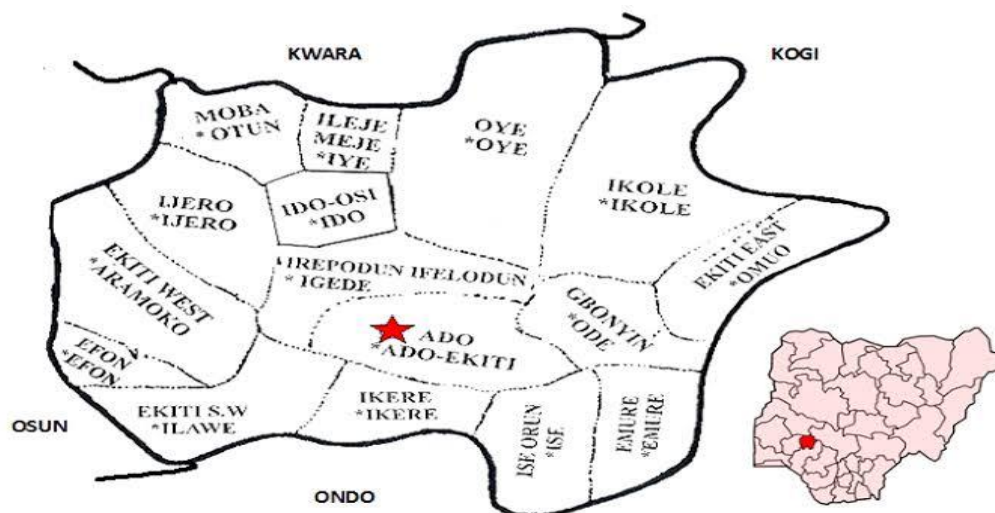 KWARA
KOGI
MOBA
*OTUN
ILEJE
MEJE
*IYE
OYE
*OYE
IKOLE
*IKOLE
IJERO
*IJERO
IDO-OSI
*IDO
EKITI EAST
*OMUO
EKITI WEST
*ARAMOKO
IREPODUN IFELODUN
*IGEDE
GBONYIN
*ODE
ADO
*ADO-EKITI
EFON
*EFON
EKITI S.W
*ILAWE
IKERE
*IKERE
ISE ORUN
*ISE
EMURE
*EMURE
OSUN
ONDO